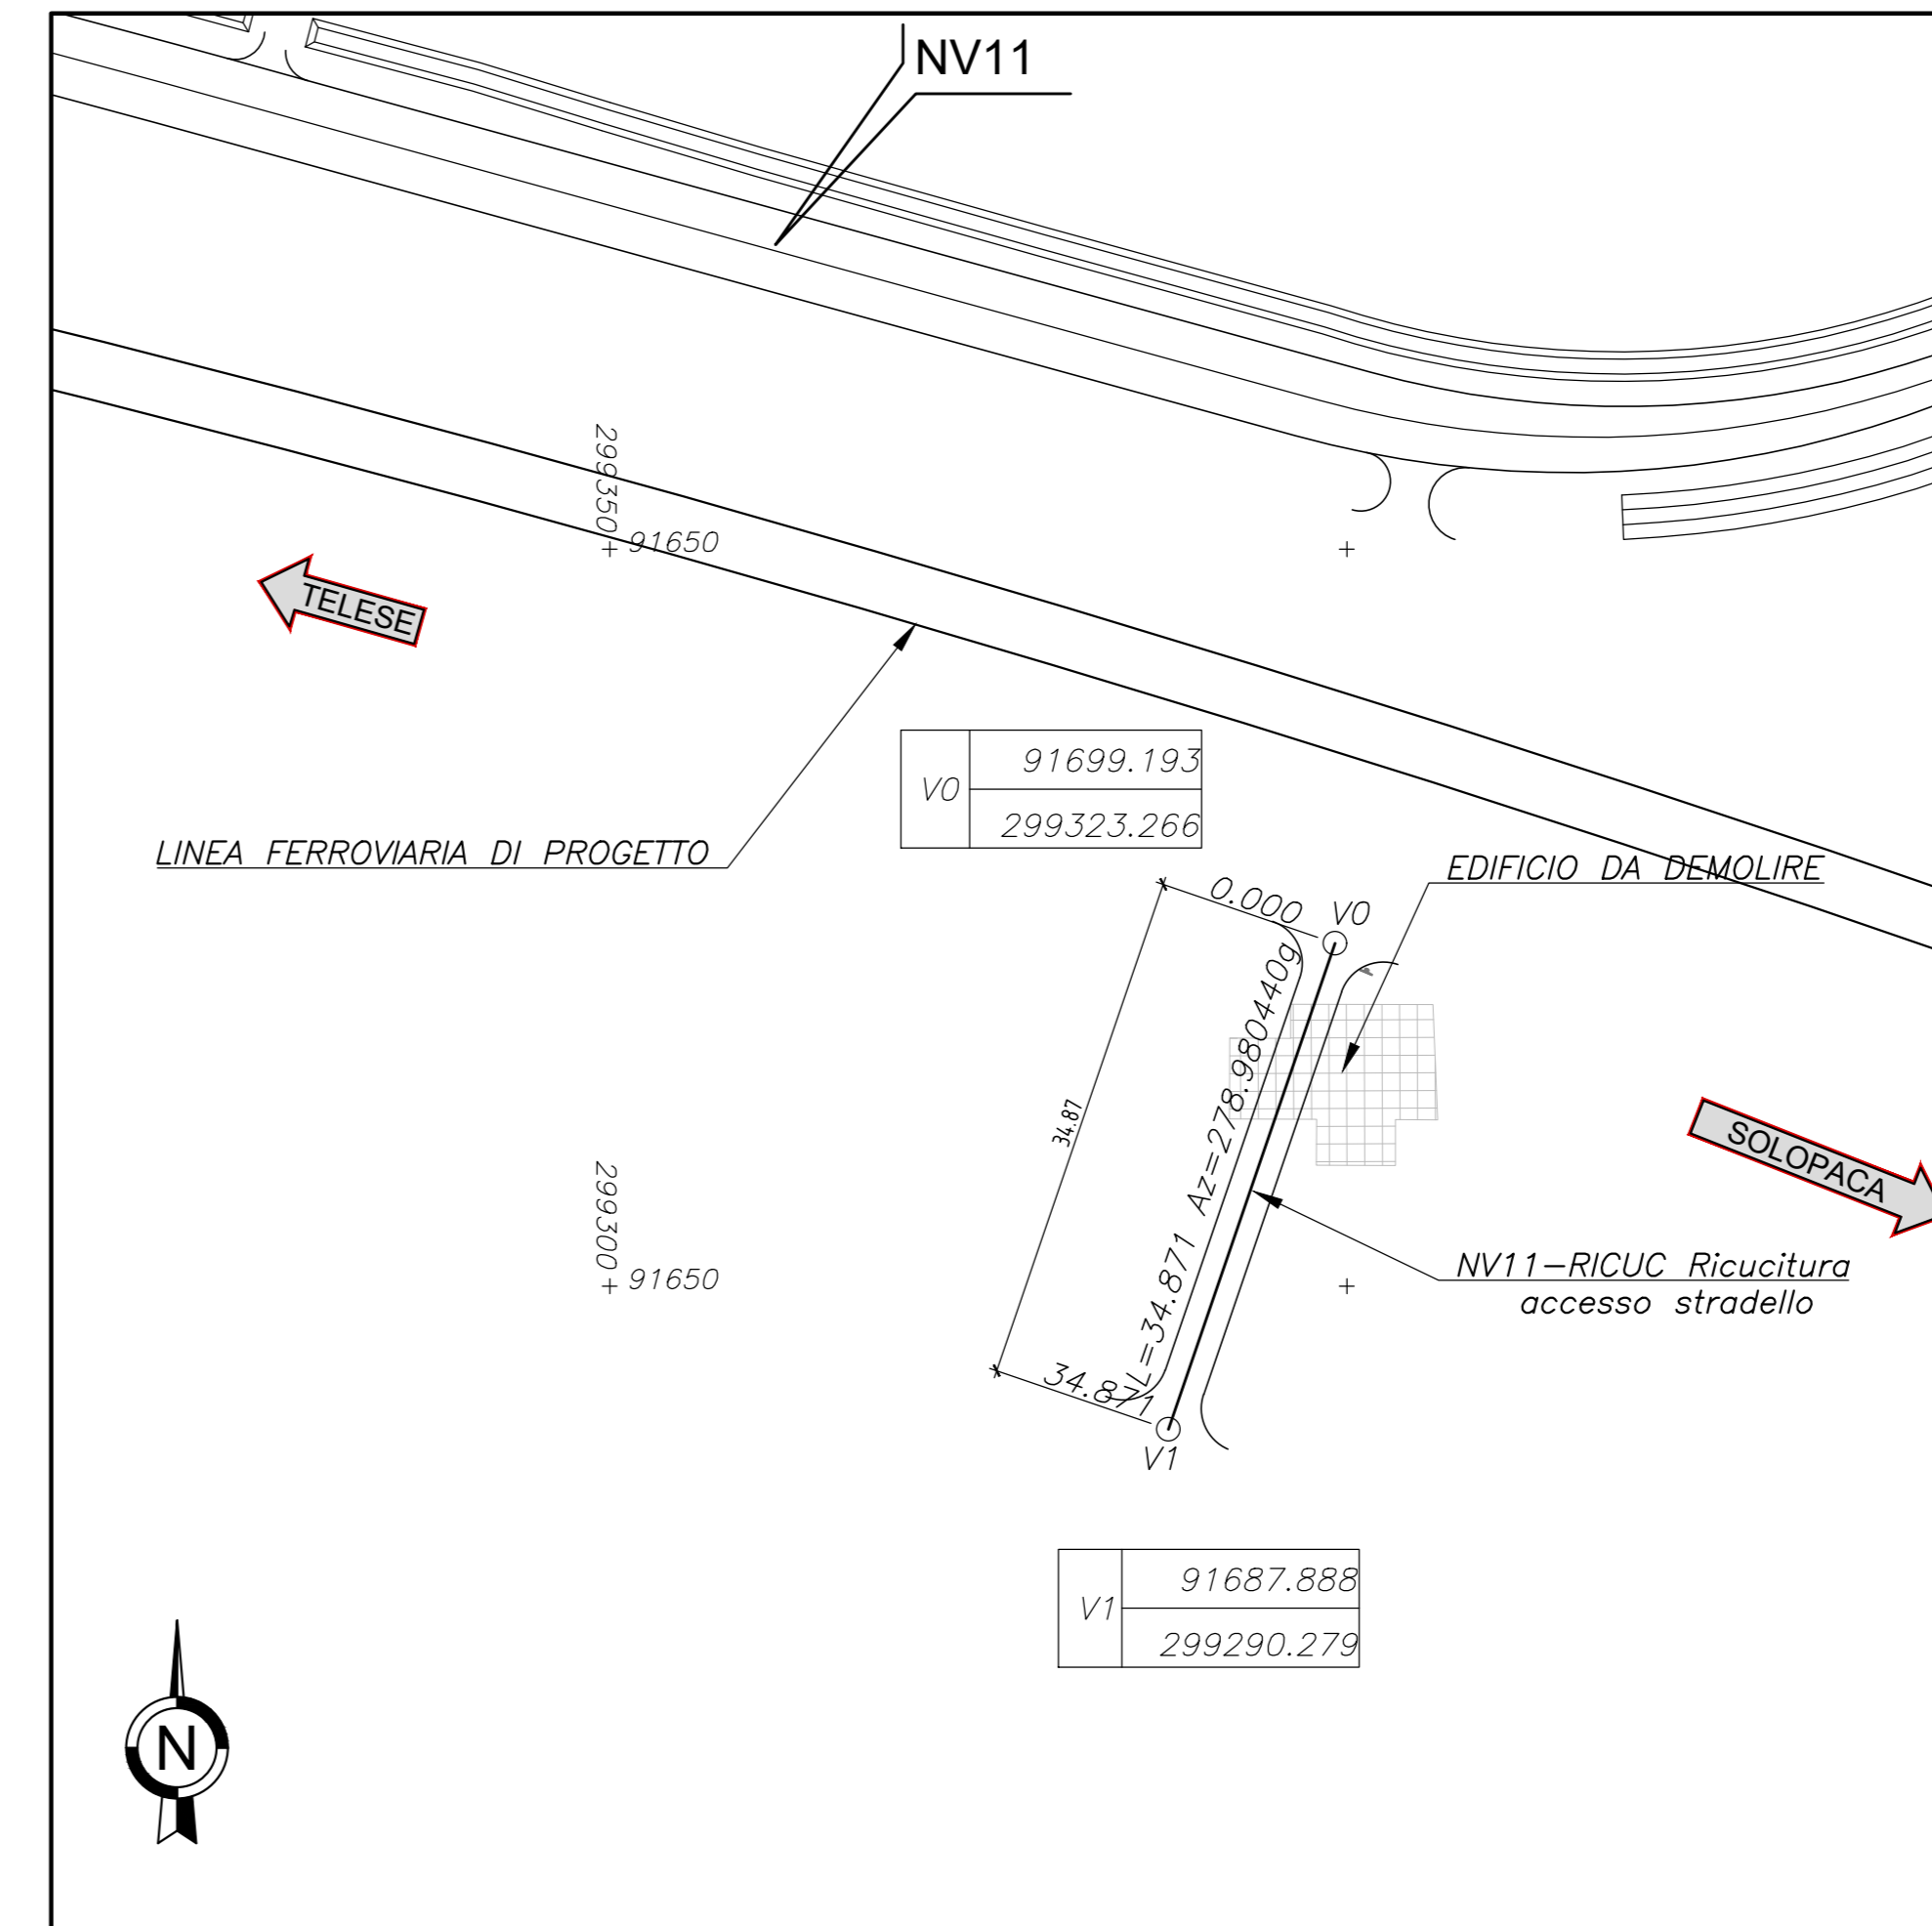 NV11
299350
91650
TELESE
V0
91699.193
299323.266
LINEA FERROVIARIA DI PROGETTO
EDIFICIO DA DEMOLIRE
0.000
V0
L=34.871 Az=278.980440g
34.87
SOLOPACA
299300
91650
NV11-RICUC Ricucitura
accesso stradello
34.871
V1
V1
91687.888
299290.279
N